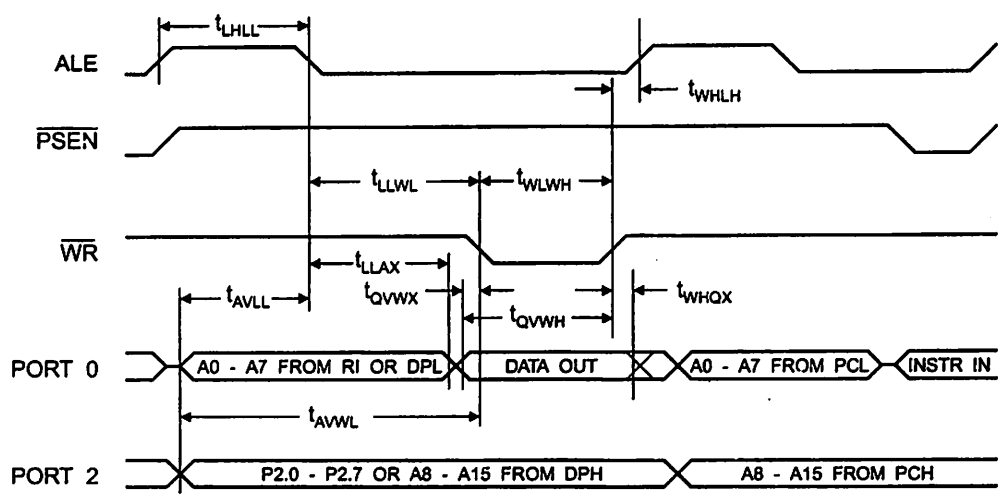 tLHLL
ALE
tWHLH
PSEN
tLLWL
tWLWH
WR
tLLAX
tAVLL
tQVWX
tWHQX
tQVWH
PORT 0
A0 - A7 FROM RI OR DPL
DATA OUT
A0 - A7 FROM PCL
INSTR IN
tAVWL
PORT 2
P2.0 - P2.7 OR A8 - A15 FROM DPH
A8 - A15 FROM PCH